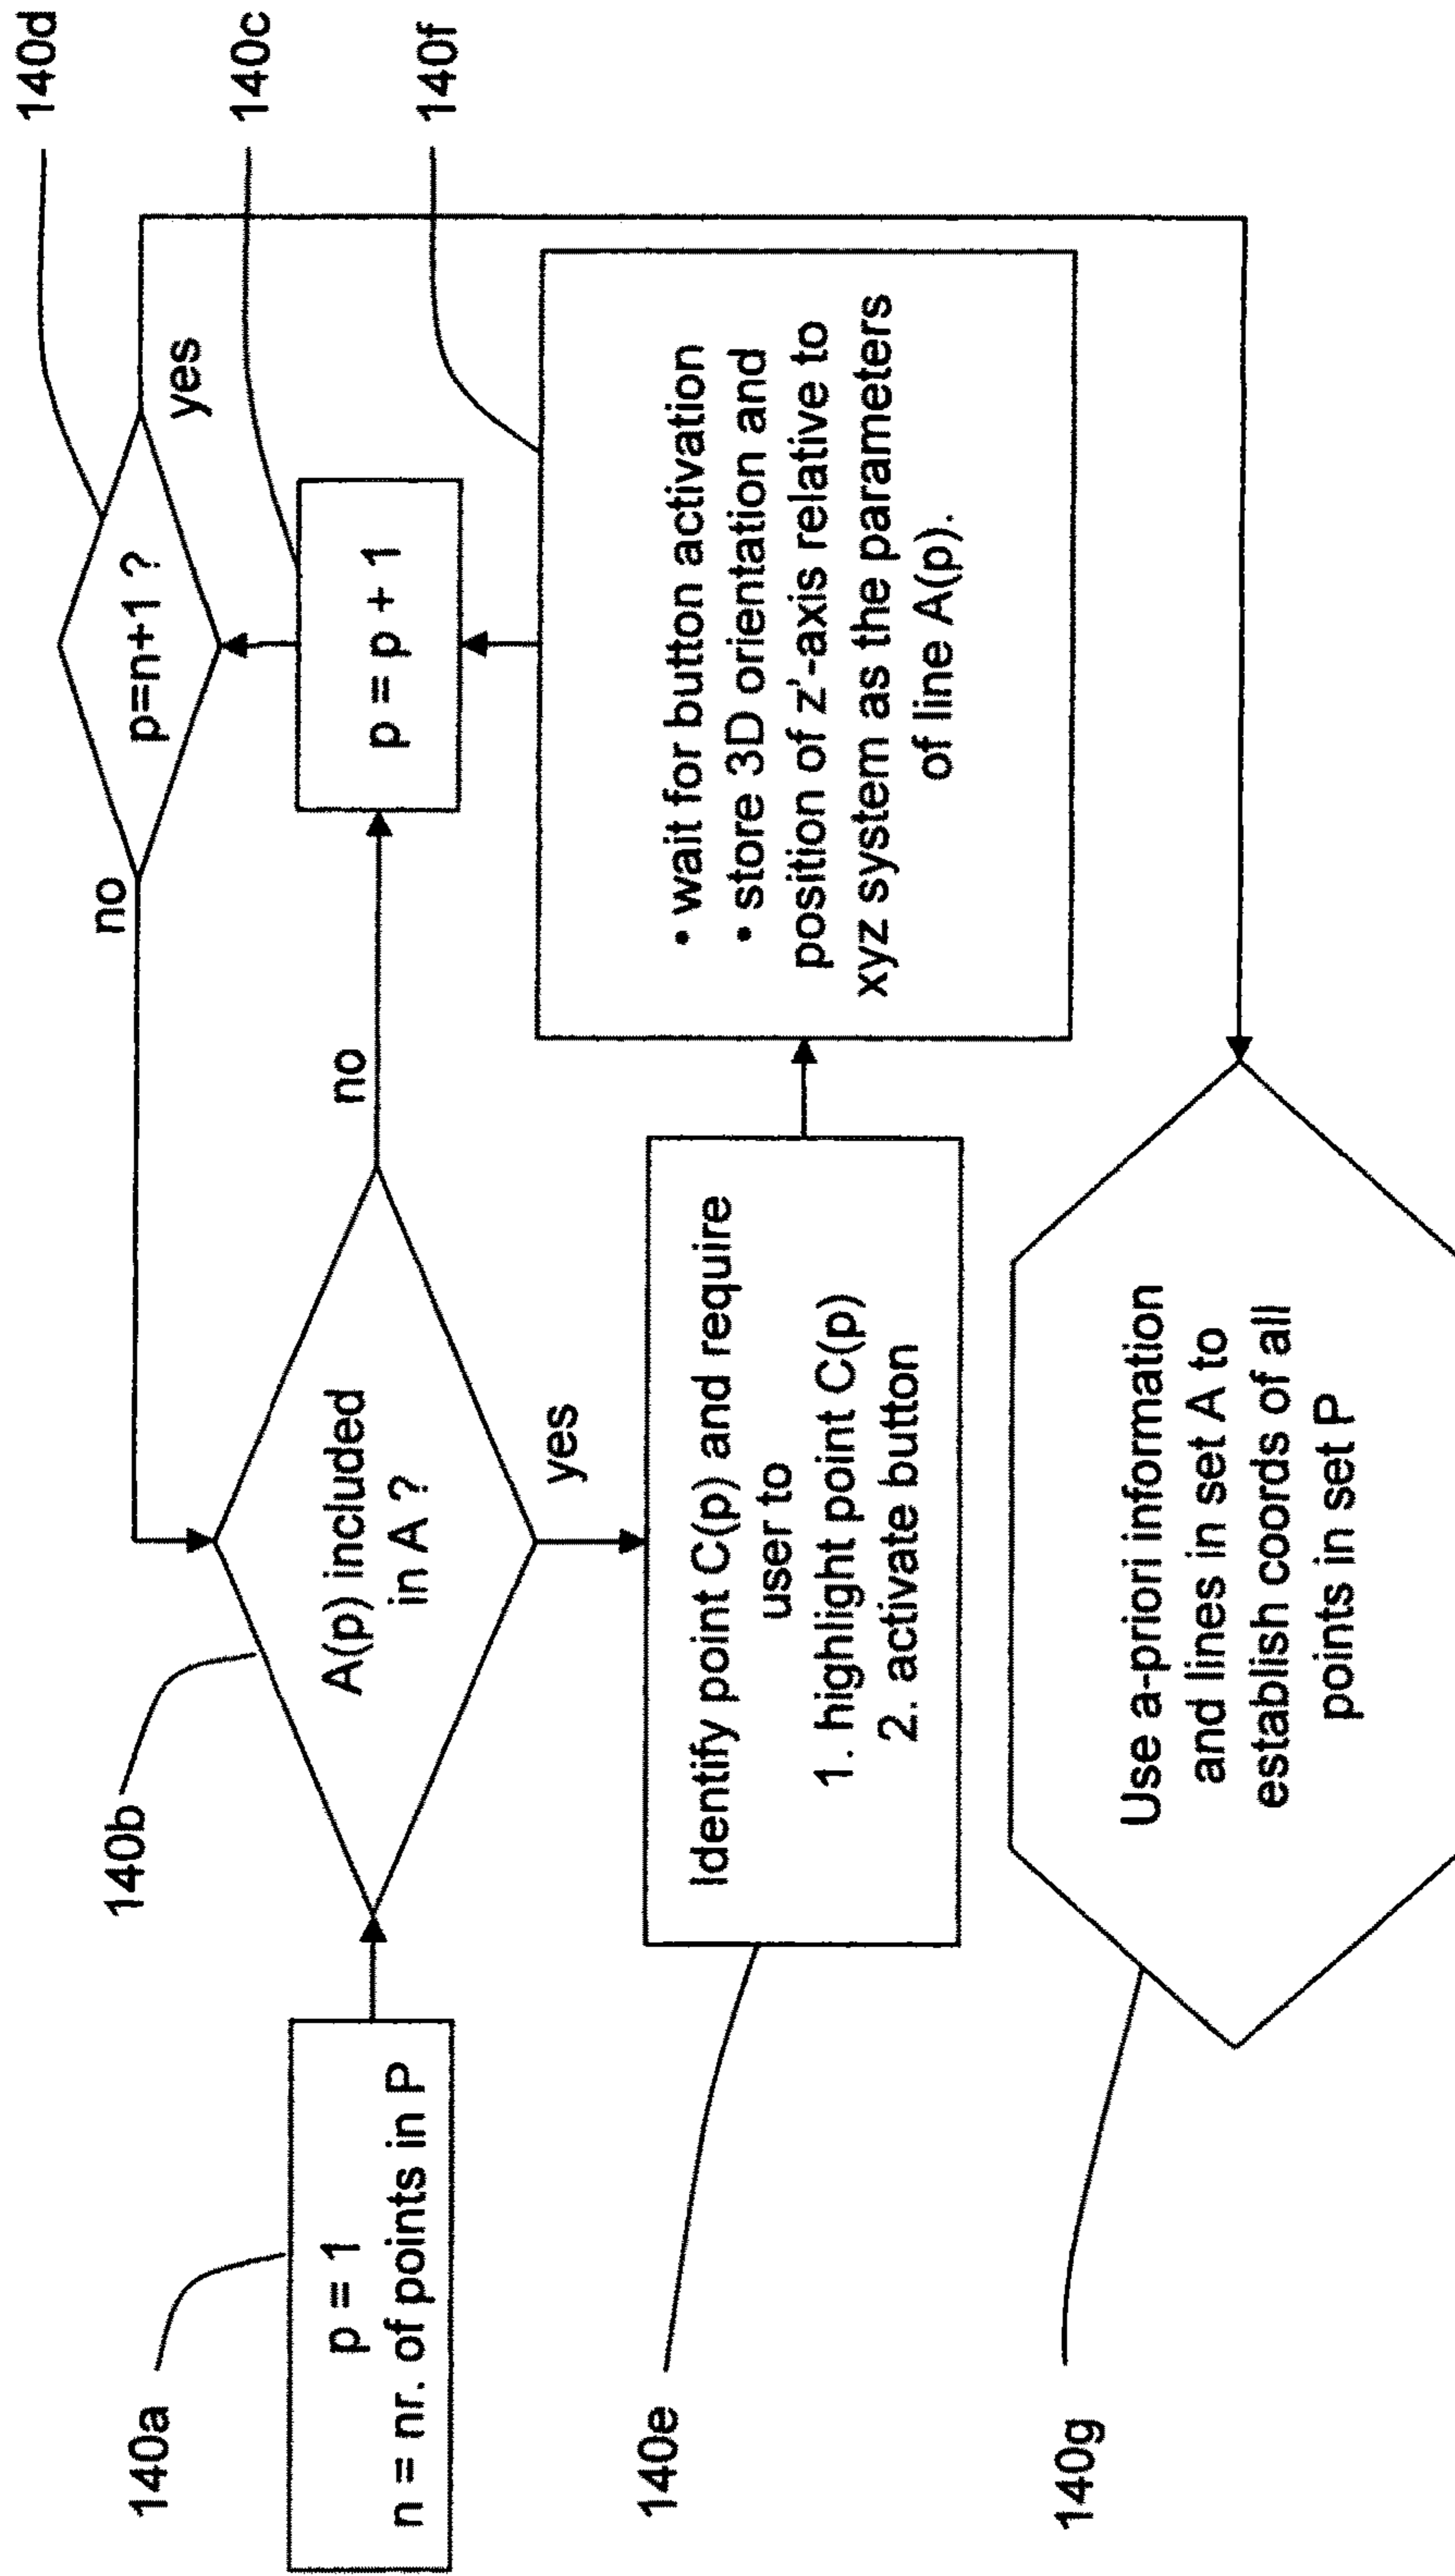 140a
p = 1
n = nr. of points in P
140b
A(p) included
in A ?
no
yes
140c
p = p + 1
140d
p=n+1 ?
no
yes
140e
Identify point C(p) and require
user to
1. highlight point C(p)
2. activate button
140f
• wait for button activation
• store 3D orientation and
position of z'-axis relative to
xyz system as the parameters
of line A(p).
140g
Use a-priori information
and lines in set A to
establish coords of all
points in set P